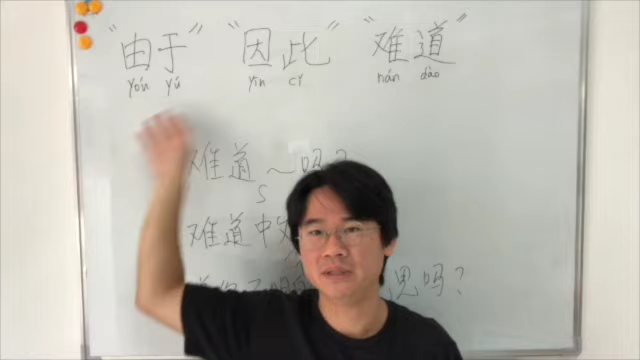 "由于" "因此" "难道"
yóu yú yīn cǐ nán dào
难道~吗?
S
难道中文
思吗?